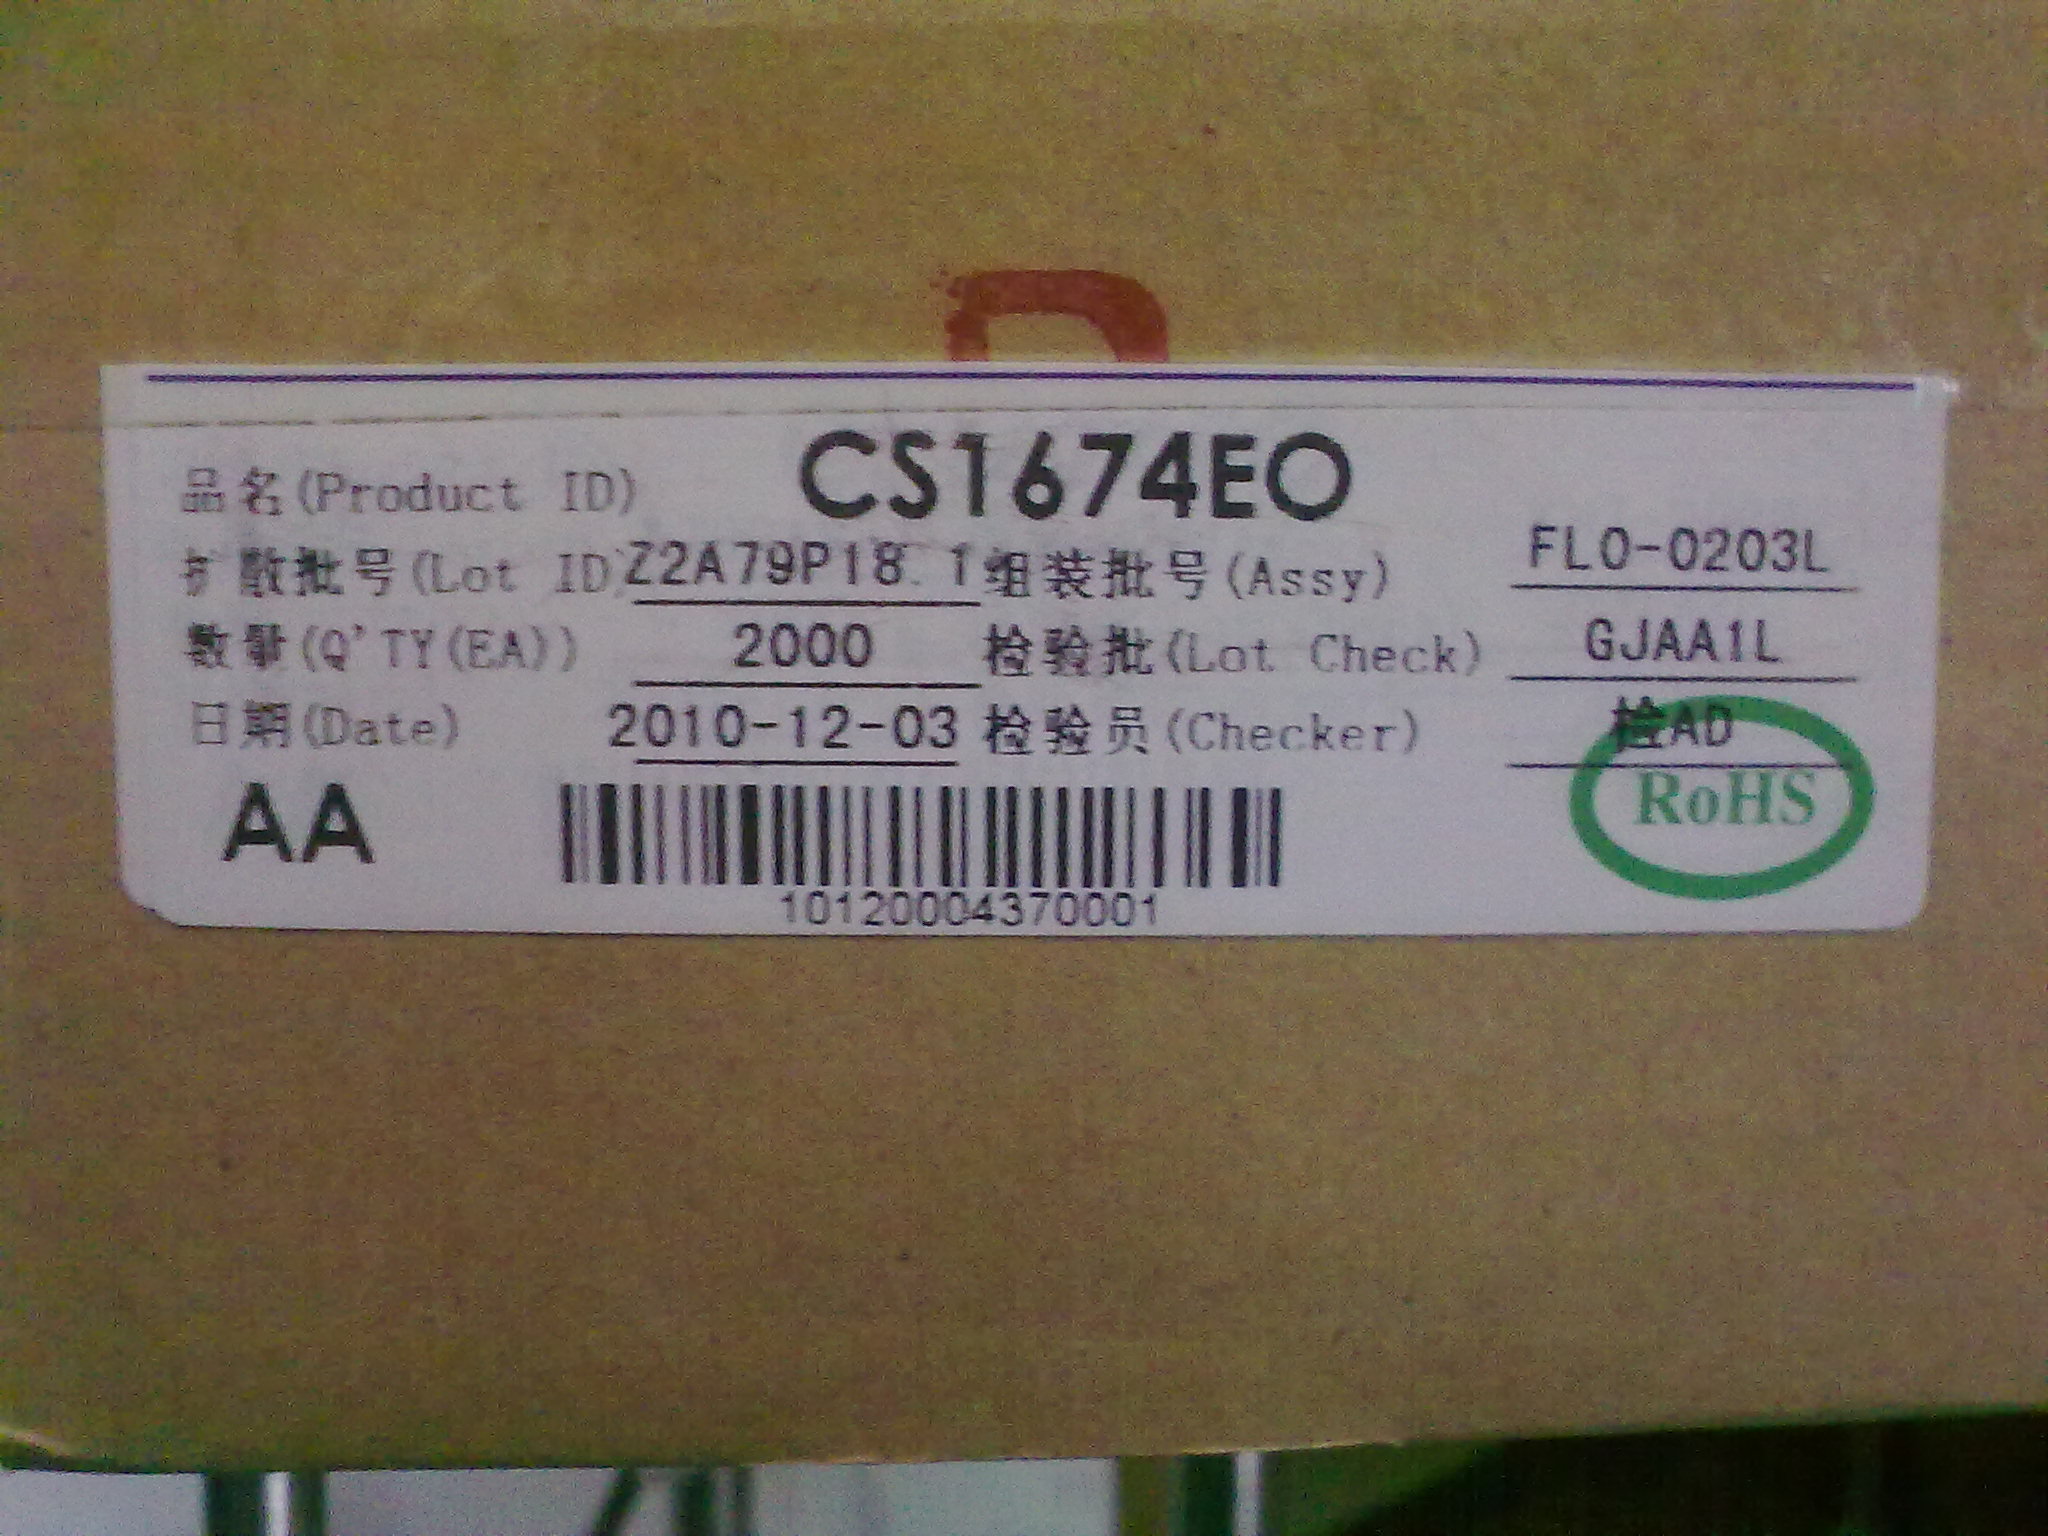 品名(Product ID) CS1674EO
扩散批号(Lot ID) Z2A79P18.1 组装批号(Assy) FL0-0203L
数量(Q'TY(EA)) 2000 检验批(Lot Check) GJAA1L
日期(Date) 2010-12-03 检验员(Checker) 检AD
AA RoHS
10120004370001